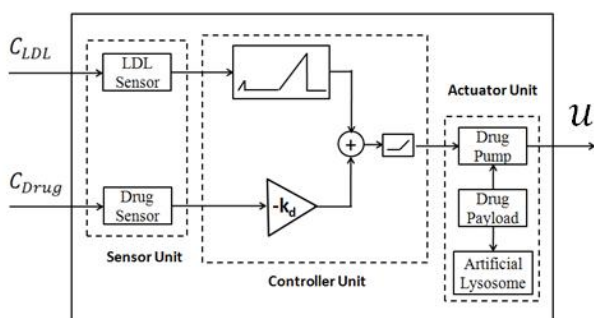 C_LDL
LDL
Sensor
Actuator Unit
u
Drug
Pump
+
C_Drug
Drug
Sensor
-k_d
Drug
Payload
Artificial
Lysosome
Sensor Unit
Controller Unit